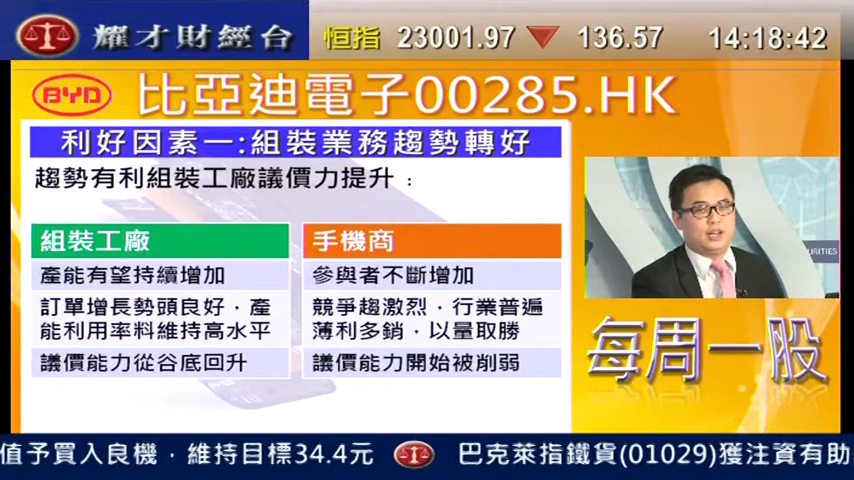 耀才財經台
恒指 23001.97 ▼ 136.57 14:18:42
BYD 比亞迪電子00285.HK
利好因素一:組裝業務趨勢轉好
趨勢有利組裝工廠議價力提升：
組裝工廠 手機商
產能有望持續增加 參與者不斷增加
訂單增長勢頭良好，產 競爭趨激烈，行業普遍
能利用率料維持高水平 薄利多銷，以量取勝
議價能力從谷底回升 議價能力開始被削弱
URITIES
每周一股
值予買入良機，維持目標34.4元 巴克萊指鐵貨(01029)獲注資有助